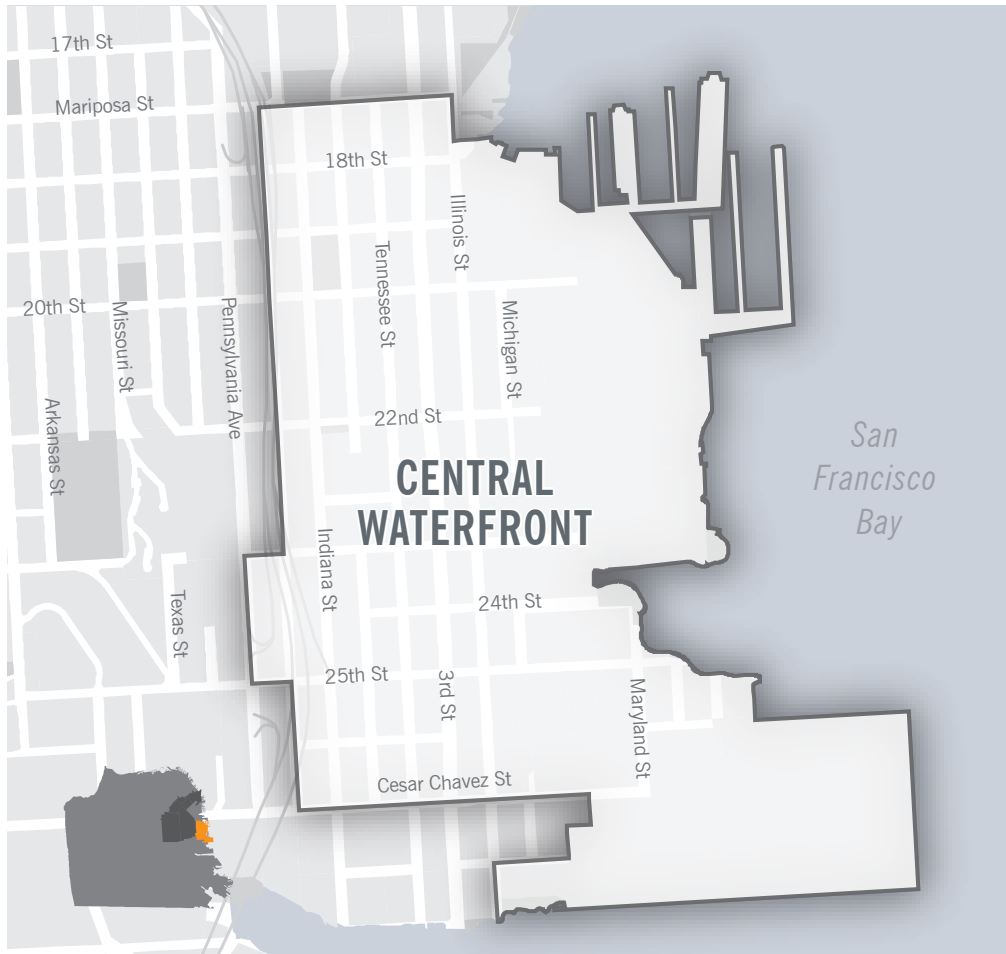 17th St
Mariposa St
18th St
Illinois St
Tennessee St
20th St
Missouri St
Pennsylvania Ave
Michigan St
Arkansas St
22nd St
San
Francisco
Bay
CENTRAL
WATERFRONT
Indiana St
Texas St
24th St
25th St
3rd St
Maryland St
Cesar Chavez St